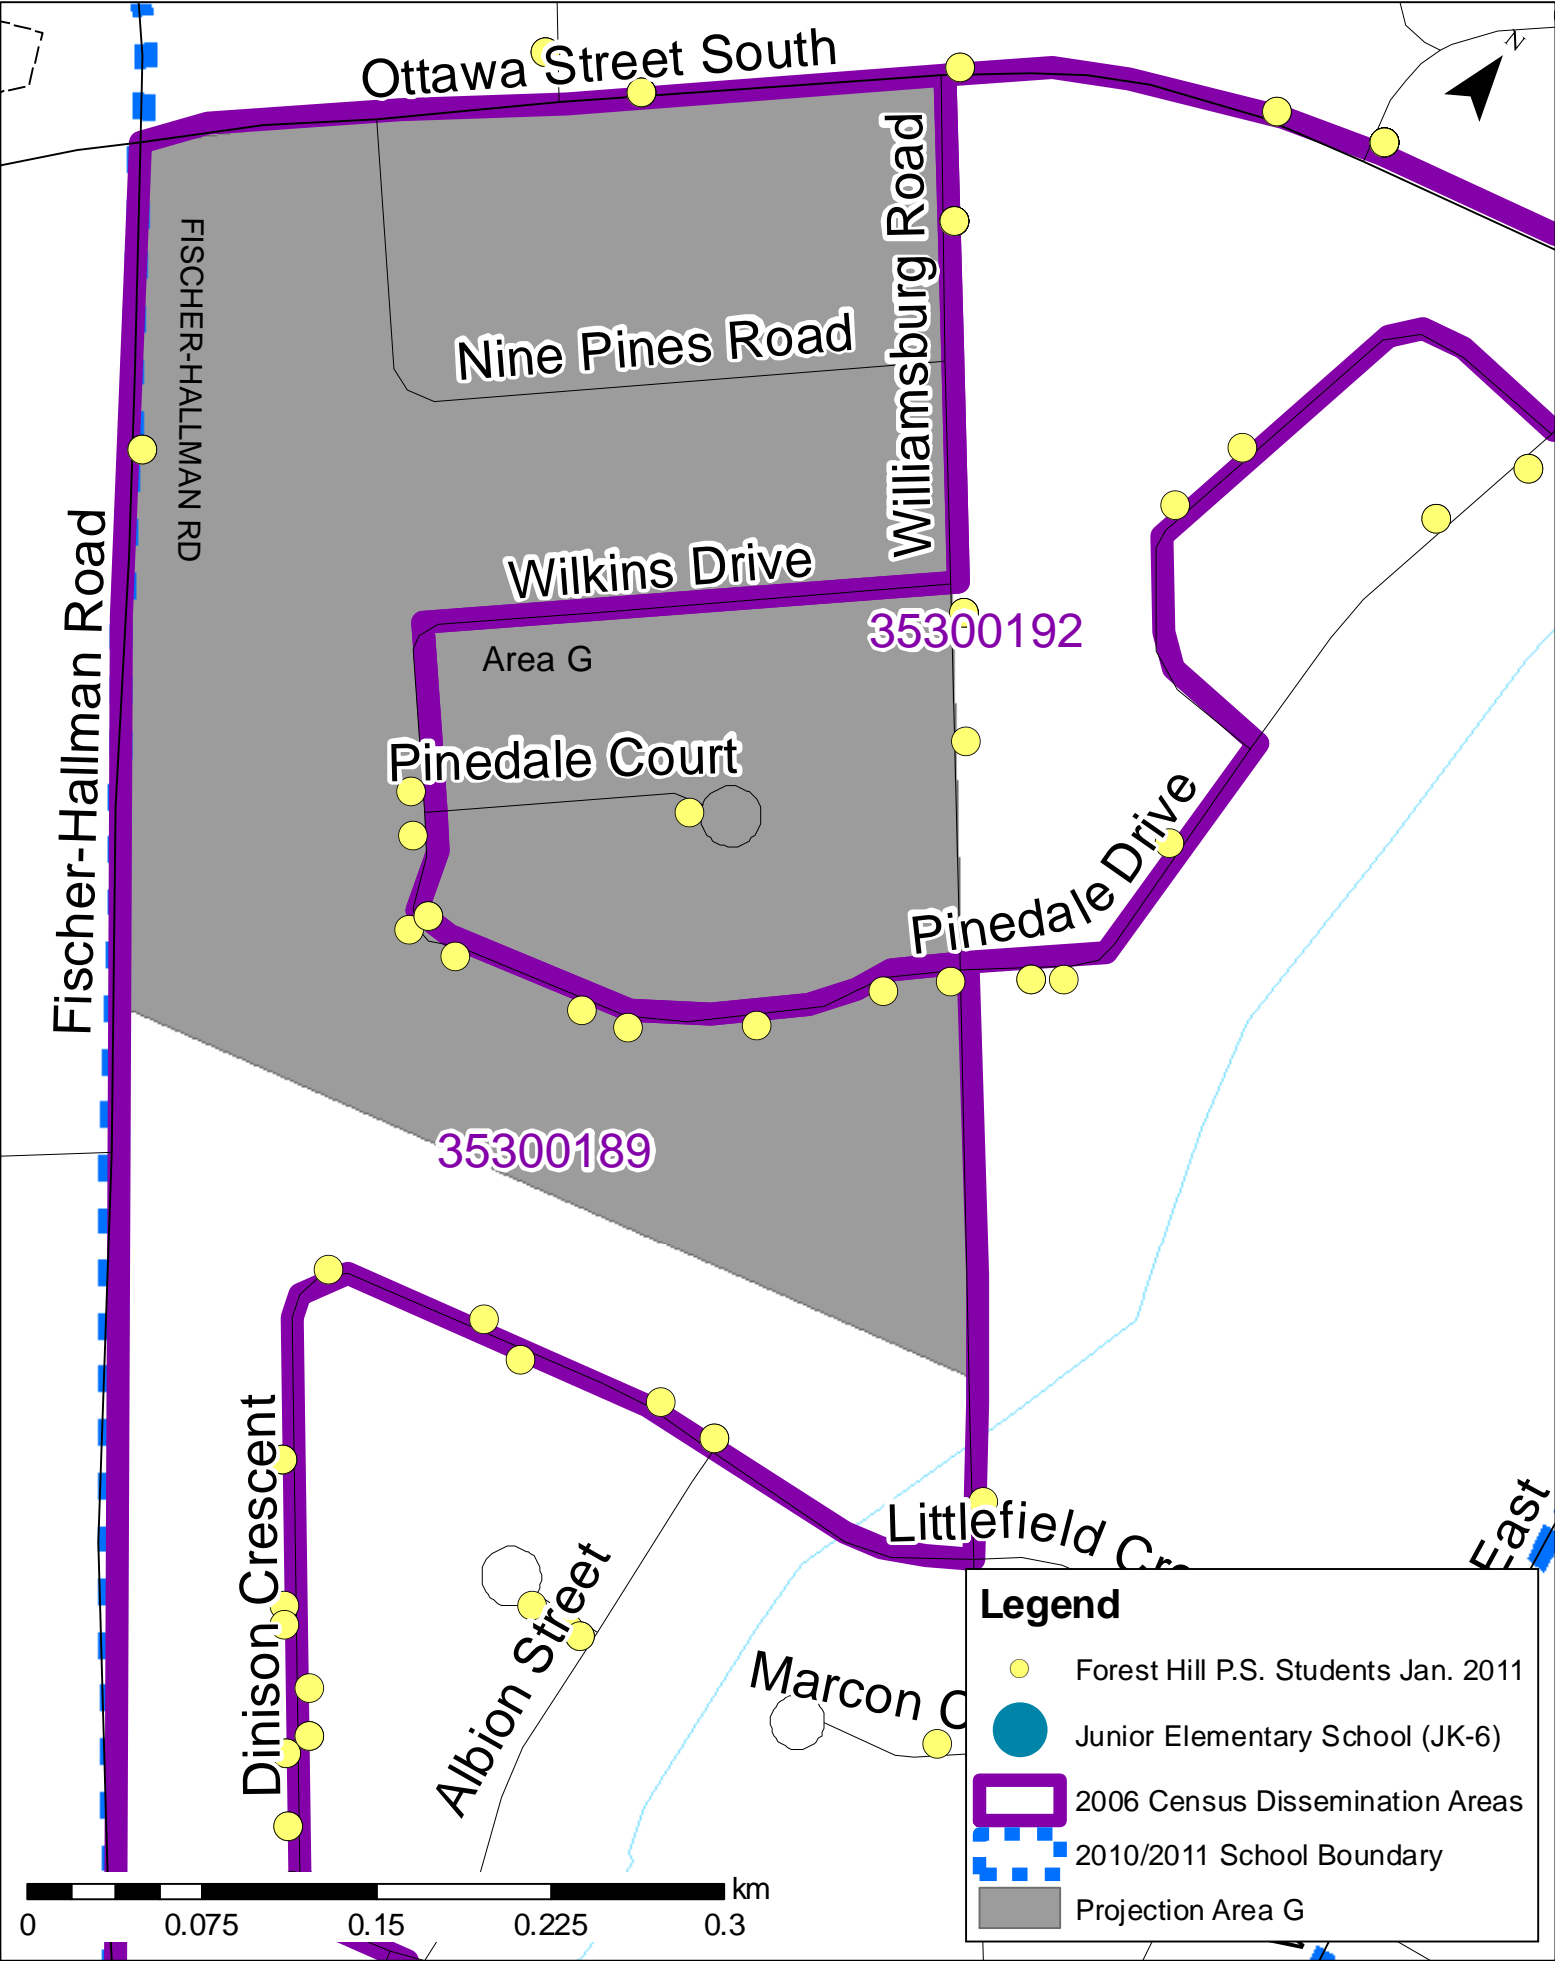 Ottawa Street South
N
Williamsburg Road
FISCHER-HALLMAN RD
Nine Pines Road
Fischer-Hallman Road
Wilkins Drive
35300192
Area G
Pinedale Court
Pinedale Drive
35300189
Dinison Crescent
Littlefield Cre
East
Albion Street
Marcon C
Legend
Forest Hill P.S. Students Jan. 2011
Junior Elementary School (JK-6)
2006 Census Dissemination Areas
2010/2011 School Boundary
Projection Area G
km
0 0.075 0.15 0.225 0.3